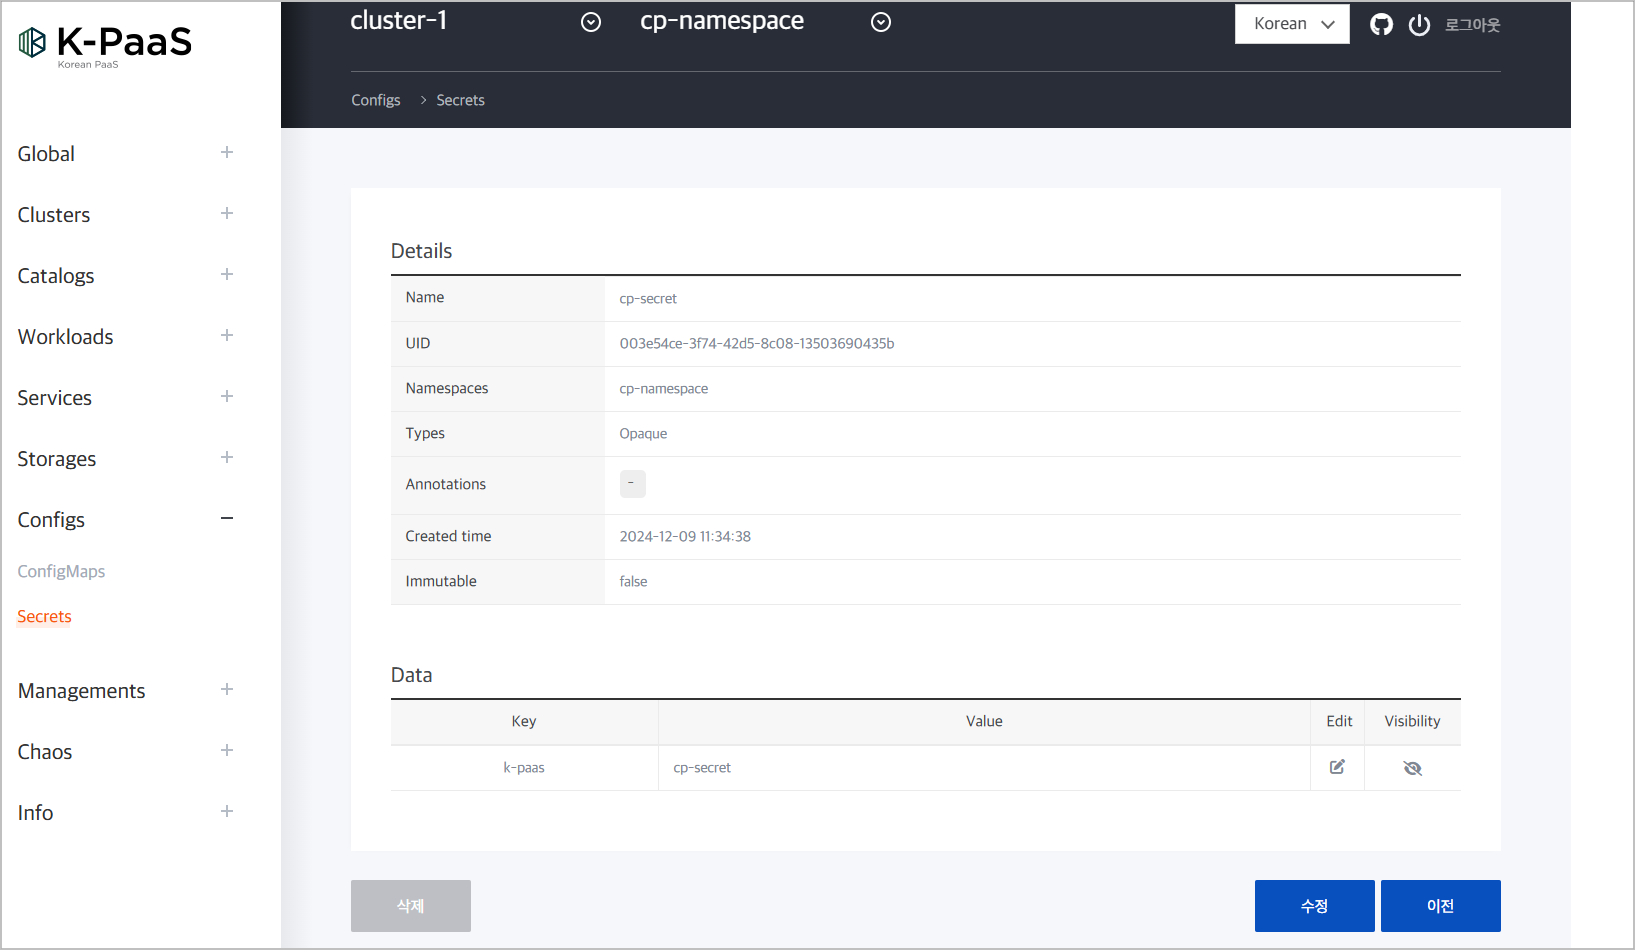 K-PaaS
Korean PaaS
cluster-1
cp-namespace
Korean
로그아웃
Configs > Secrets
Global +
Clusters +
Catalogs +
Workloads +
Services +
Storages +
Configs −
ConfigMaps
Secrets
Managements +
Chaos +
Info +
Details
Name cp-secret
UID 003e54ce-3f74-42d5-8c08-13503690435b
Namespaces cp-namespace
Types Opaque
Annotations -
Created time 2024-12-09 11:34:38
Immutable false
Data
Key Value Edit Visibility
k-paas cp-secret
삭제 수정 이전